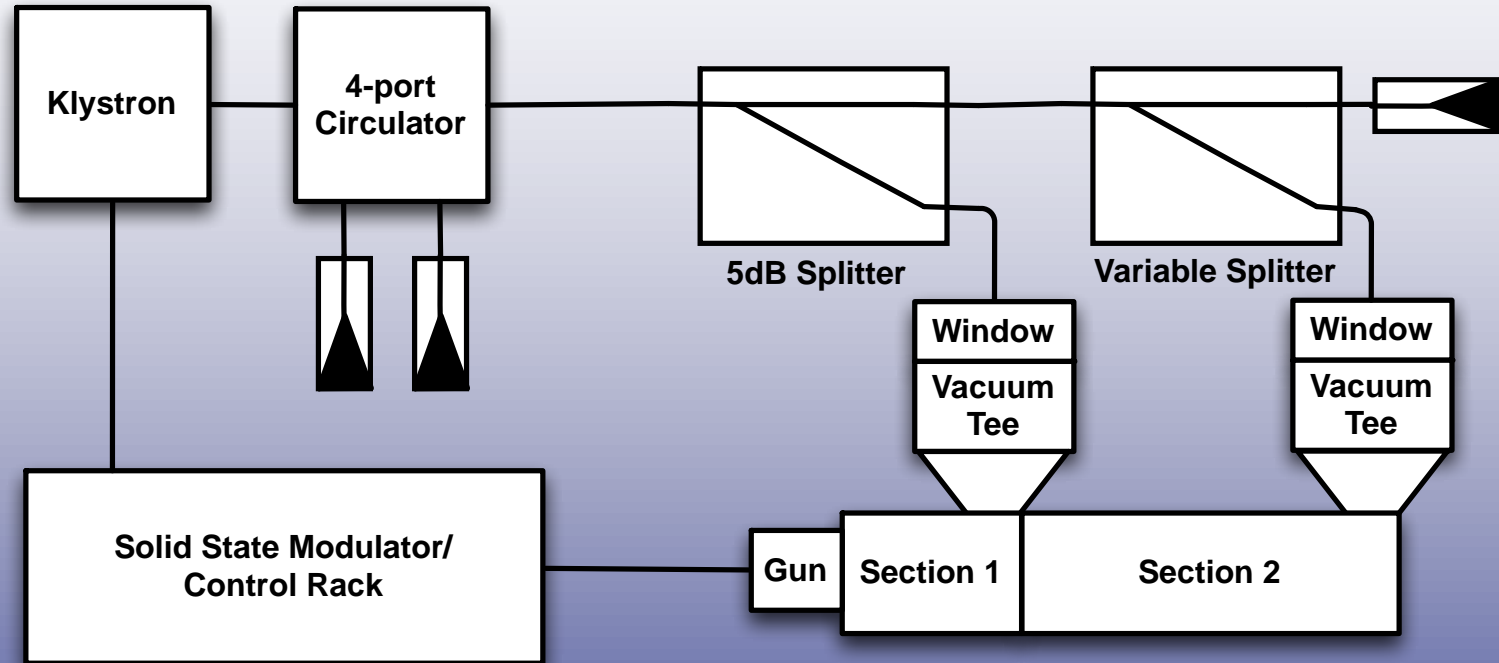 Klystron
4-port
Circulator
5dB Splitter
Variable Splitter
Window
Vacuum
Tee
Window
Vacuum
Tee
Solid State Modulator/
Control Rack
Gun
Section 1
Section 2